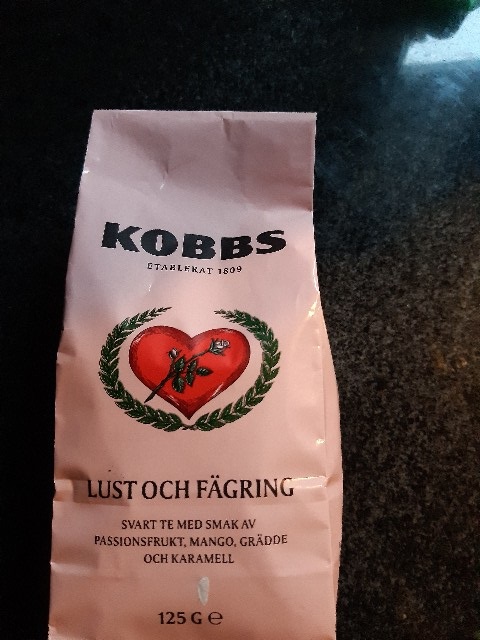 KOBBS
ETABLERAT 1809
LUST OCH FÄGRING
SVART TE MED SMAK AV
PASSIONSFRUKT, MANGO, GRÄDDE
OCH KARAMELL
125 G ℮